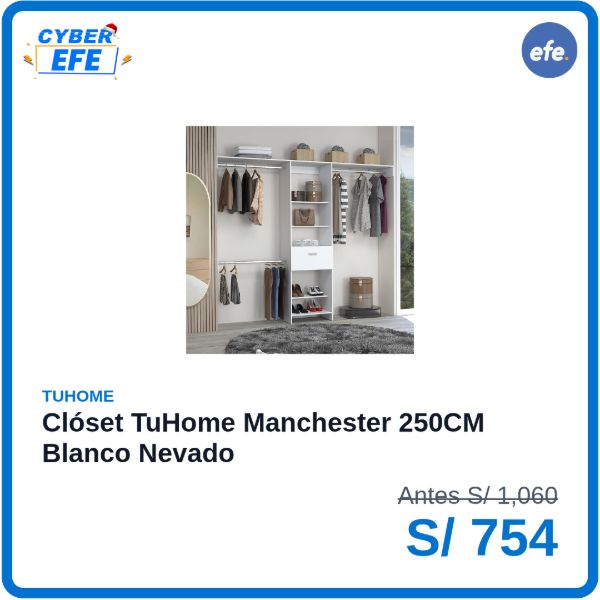 CYBER
EFE
efe.
TUHOME
Clóset TuHome Manchester 250CM
Blanco Nevado
Antes S/ 1,060
S/ 754